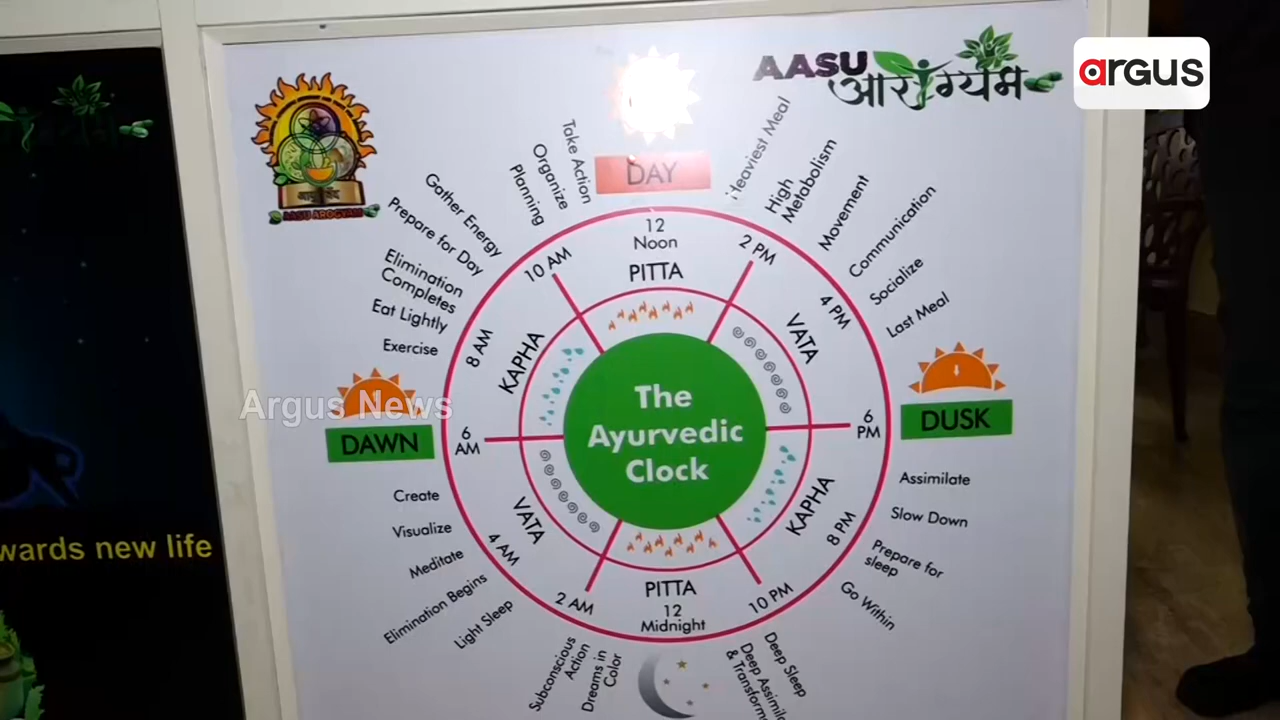 AASU
आरोग्यम
argus
AASU AROGYAM
DAY
Take Action
Organize
Planning
Gather Energy
Prepare for Day
Elimination
Completes
Eat Lightly
Exercise
Heaviest Meal
High
Metabolism
Movement
Communication
Socialize
Last Meal
12
Noon
PITTA
10 AM
2 PM
8 AM
KAPHA
4 PM
VATA
Argus News
DAWN
6
AM
The
Ayurvedic
Clock
6
PM
DUSK
Create
Visualize
Meditate
Elimination Begins
Light Sleep
VATA
4 AM
2 AM
KAPHA
8 PM
10 PM
PITTA
12
Midnight
Assimilate
Slow Down
Prepare for
sleep
Go Within
Subconscious
Action
Dreams in
Color
Deep Sleep
Deep
&
wards new life